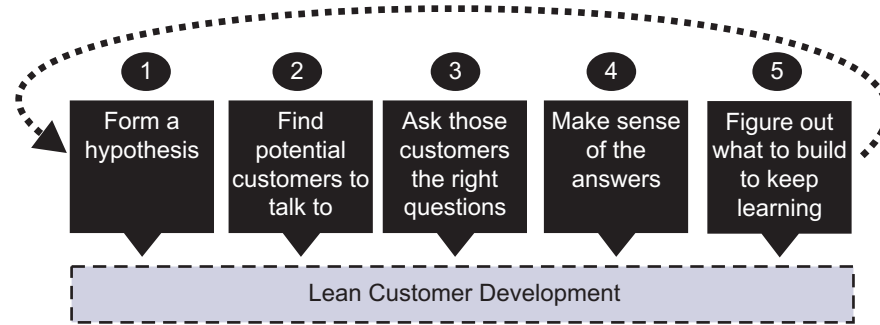 1
Form a
hypothesis
2
Find
potential
customers to
talk to
3
Ask those
customers
the right
questions
4
Make sense
of the
answers
5
Figure out
what to build
to keep
learning
Lean Customer Development